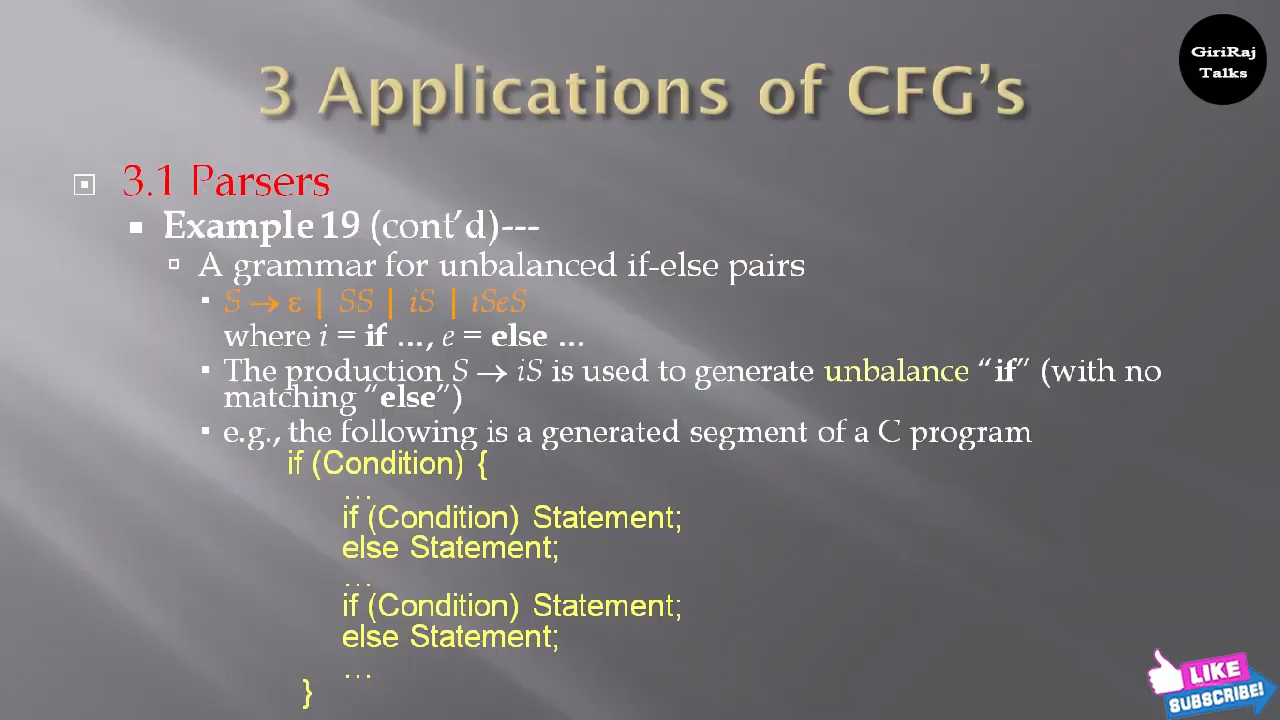 GiriRaj
Talks
3 Applications of CFG’s
3.1 Parsers
Example 19 (cont’d)---
A grammar for unbalanced if-else pairs
S → ε | SS | iS | iSeS
where i = if …, e = else …
The production S → iS is used to generate unbalance “if” (with no
matching “else”)
e.g., the following is a generated segment of a C program
if (Condition) {
…
if (Condition) Statement;
else Statement;
…
if (Condition) Statement;
else Statement;
…
}
LIKE
SUBSCRIBE!